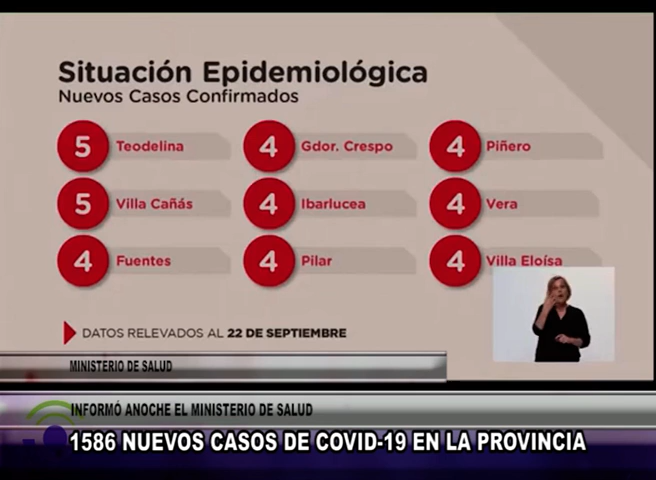 Situación Epidemiológica
Nuevos Casos Confirmados
5 Teodelina 4 Gdor. Crespo 4 Piñero
5 Villa Cañás 4 Ibarlucea 4 Vera
4 Fuentes 4 Pilar 4 Villa Eloísa
DATOS RELEVADOS AL 22 DE SEPTIEMBRE
MINISTERIO DE SALUD
INFORMÓ ANOCHE EL MINISTERIO DE SALUD
1586 NUEVOS CASOS DE COVID-19 EN LA PROVINCIA